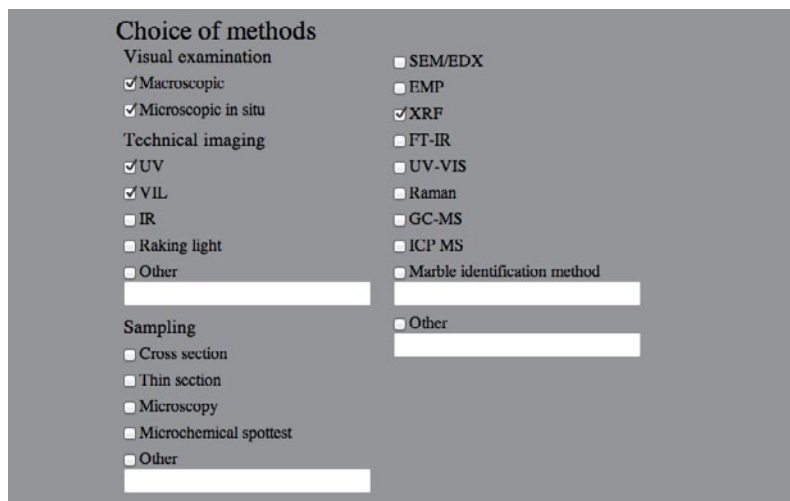 Choice of methods
Visual examination
Macroscopic
Microscopic in situ
Technical imaging
UV
VIL
IR
Raking light
Other
Sampling
Cross section
Thin section
Microscopy
Microchemical spottest
Other
SEM/EDX
EMP
XRF
FT-IR
UV-VIS
Raman
GC-MS
ICP MS
Marble identification method
Other